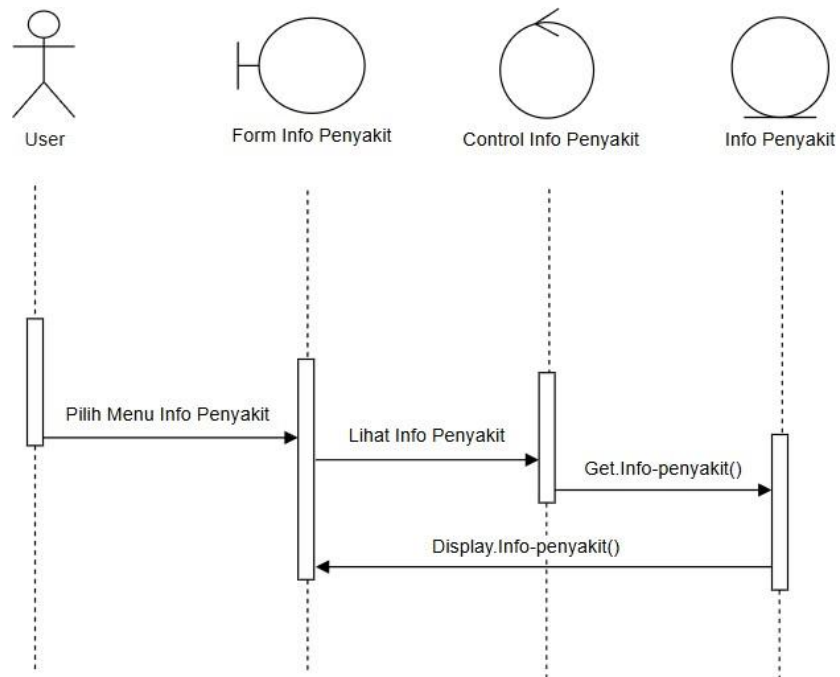 User
Form Info Penyakit
Control Info Penyakit
Info Penyakit
Pilih Menu Info Penyakit
Lihat Info Penyakit
Get.Info-penyakit()
Display.Info-penyakit()